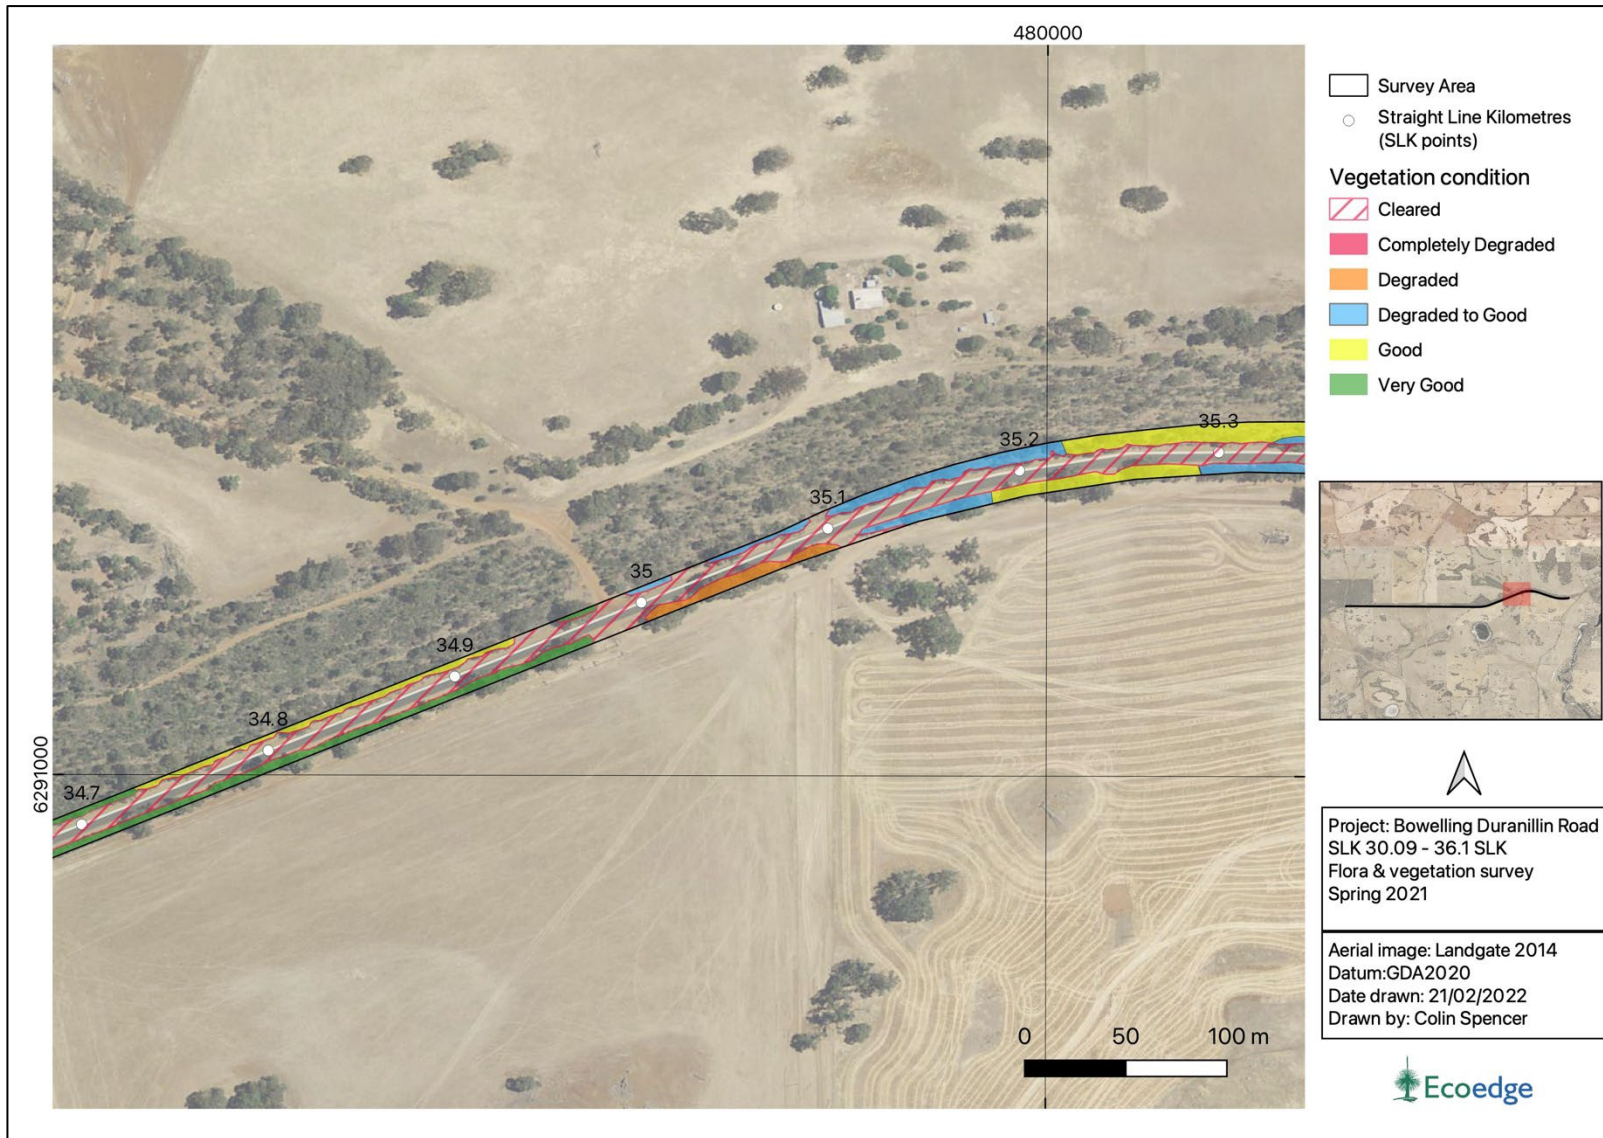 480000
6291000
34.7
34.8
34.9
35
35.1
35.2
35.3
0 50 100 m
Survey Area
Straight Line Kilometres
(SLK points)
Vegetation condition
Cleared
Completely Degraded
Degraded
Degraded to Good
Good
Very Good
Project: Bowelling Duranillin Road
SLK 30.09 - 36.1 SLK
Flora & vegetation survey
Spring 2021
Aerial image: Landgate 2014
Datum:GDA2020
Date drawn: 21/02/2022
Drawn by: Colin Spencer
Ecoedge